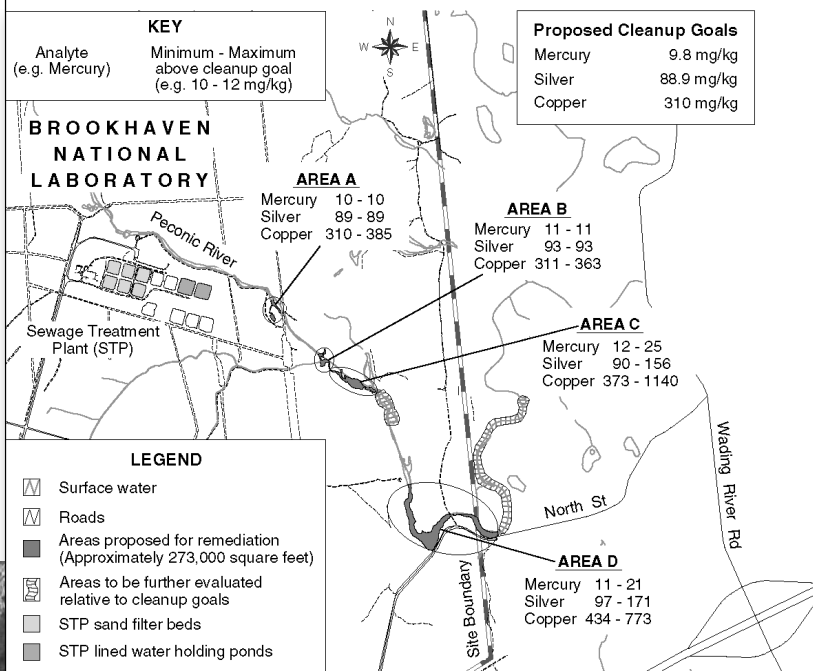 KEY
Analyte
(e.g. Mercury)
Minimum - Maximum
above cleanup goal
(e.g. 10 - 12 mg/kg)
N
W E
S
Proposed Cleanup Goals
Mercury 9.8 mg/kg
Silver 88.9 mg/kg
Copper 310 mg/kg
BROOKHAVEN
NATIONAL
LABORATORY
AREA A
Mercury 10 - 10
Silver 89 - 89
Copper 310 - 385
AREA B
Mercury 11 - 11
Silver 93 - 93
Copper 311 - 363
Peconic River
Sewage Treatment
Plant (STP)
AREA C
Mercury 12 - 25
Silver 90 - 156
Copper 373 - 1140
Wading River Rd
North St
AREA D
Mercury 11 - 21
Silver 97 - 171
Copper 434 - 773
Site Boundary
LEGEND
Surface water
Roads
Areas proposed for remediation
(Approximately 273,000 square feet)
Areas to be further evaluated
relative to cleanup goals
STP sand filter beds
STP lined water holding ponds